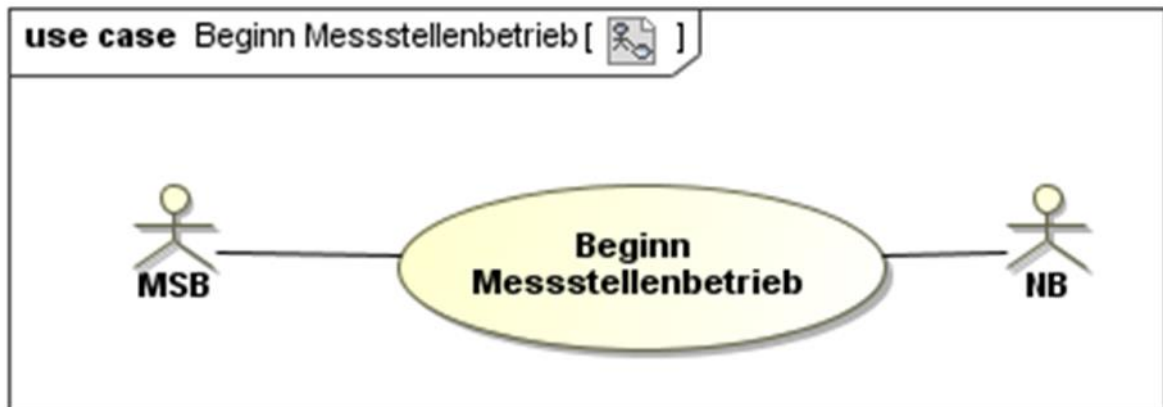 use case Beginn Messstellenbetrieb [ ]
Beginn
Messstellenbetrieb
MSB
NB